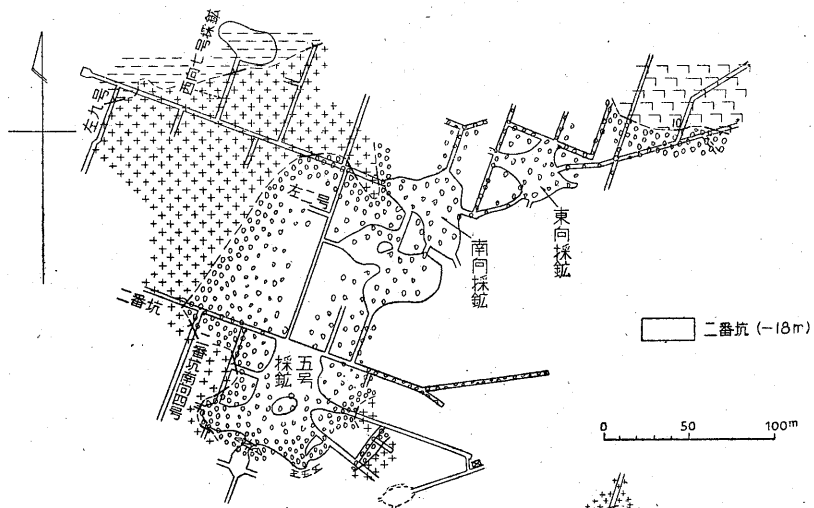 西向七号採鉱
左九号
10
左一号
南向採鉱
東向採鉱
二番坑
二番坑南向四号
五号
採鉱
二番坑 (-18m)
0 50 100m